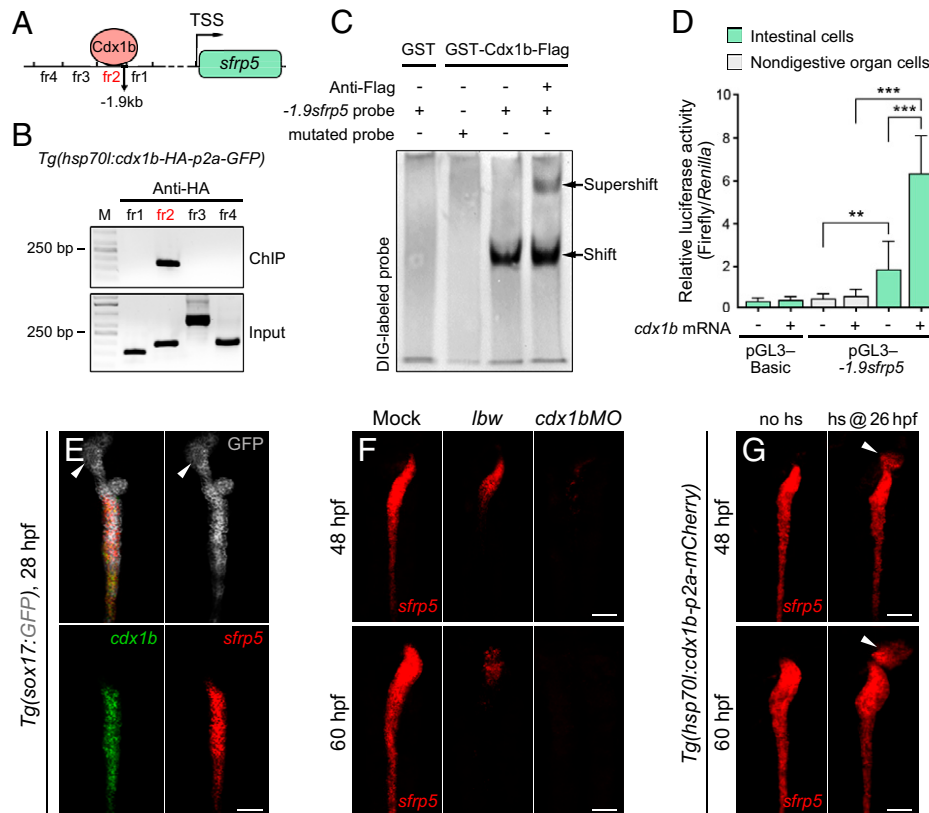 A
TSS
Cdx1b
sfrp5
fr4 fr3 fr2 fr1
-1.9kb
B
Tg(hsp70l:cdx1b-HA-p2a-GFP)
Anti-HA
M fr1 fr2 fr3 fr4
250 bp
ChIP
250 bp
Input
C
GST GST-Cdx1b-Flag
Anti-Flag - - - +
-1.9sfrp5 probe + - + +
mutated probe - + - -
Supershift
Shift
DIG-labeled probe
D
Intestinal cells
Nondigestive organ cells
Relative luciferase activity
(Firefly/Renilla)
10
8
6
4
2
0
***
***
**
cdx1b mRNA - + - + - +
pGL3–
Basic
pGL3–
-1.9sfrp5
E
GFP
Tg(sox17:GFP), 28 hpf
cdx1b
sfrp5
Mock lbw cdx1bMO
F
48 hpf
sfrp5
60 hpf
sfrp5
no hs hs @ 26 hpf
G
Tg(hsp70l:cdx1b-p2a-mCherry)
48 hpf
sfrp5
60 hpf
sfrp5